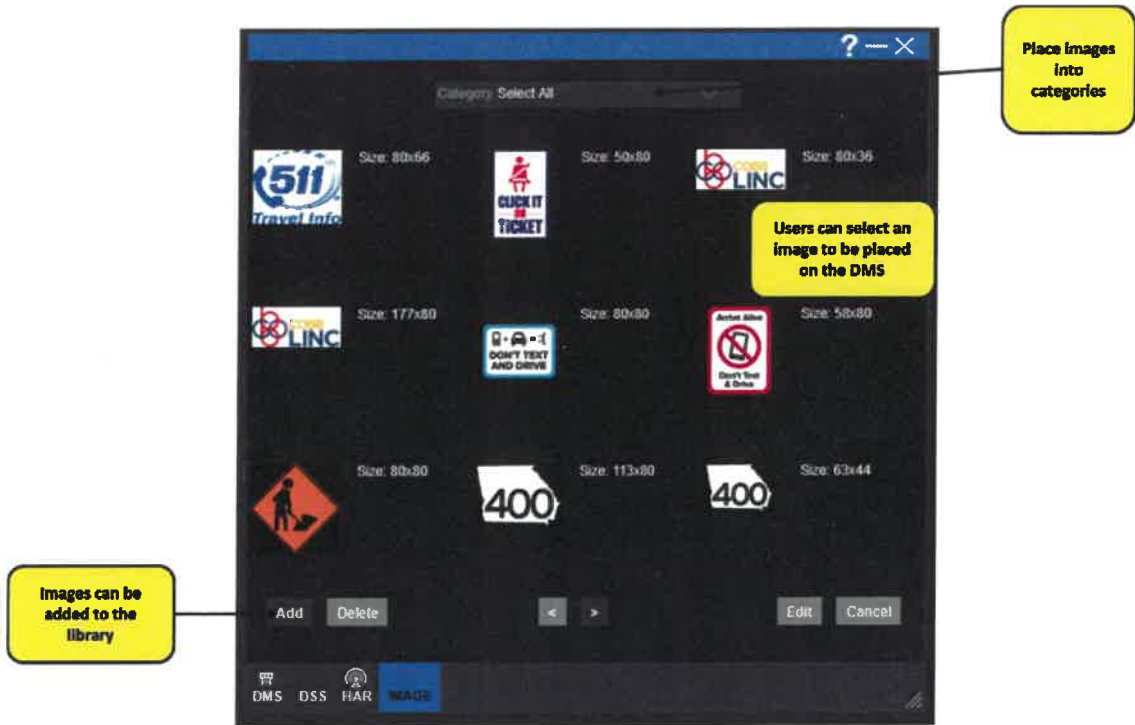 ? — X
Place images
into
categories
Category Select All
511
Travel Info
Size: 80x66
CLICK IT
OR
TICKET
Size: 50x80
COBB
LINC
Size: 80x36
Users can select an
image to be placed
on the DMS
COBB
LINC
Size: 177x80
DON'T TEXT
AND DRIVE
Size: 80x80
Arrive Alive
Don't Text
& Drive
Size: 58x80
Size: 80x80
400
Size: 113x80
400
Size: 63x44
Images can be
added to the
library
Add Delete < > Edit Cancel
DMS DSS HAR IMAGE